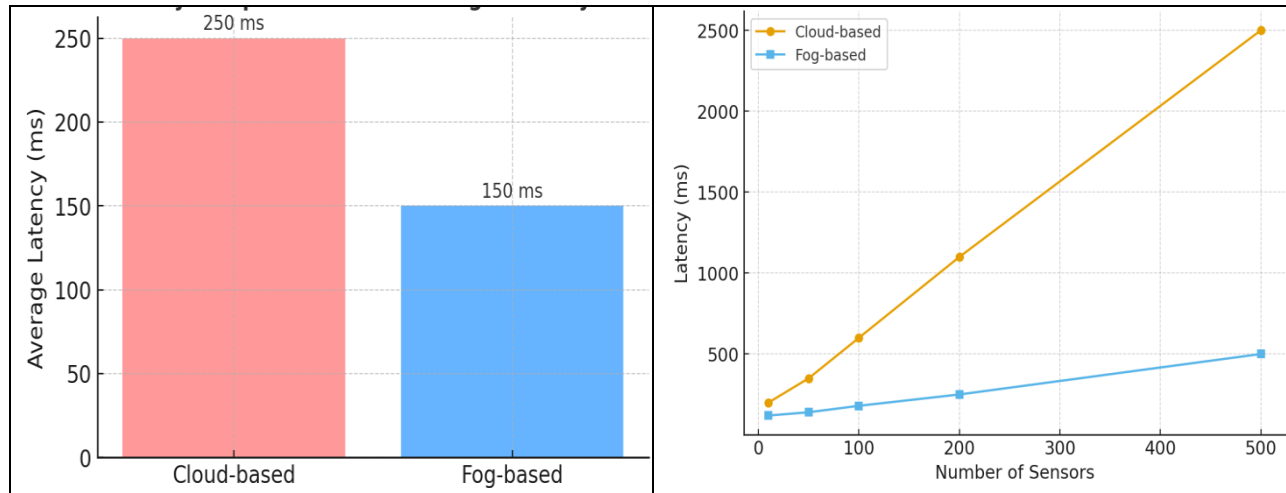 250 ms
250
200
150 ms
150
100
50
0
Average Latency (ms)
Cloud-based
Fog-based
Cloud-based
Fog-based
2500
2000
1500
1000
500
Latency (ms)
0
100
200
300
400
500
Number of Sensors